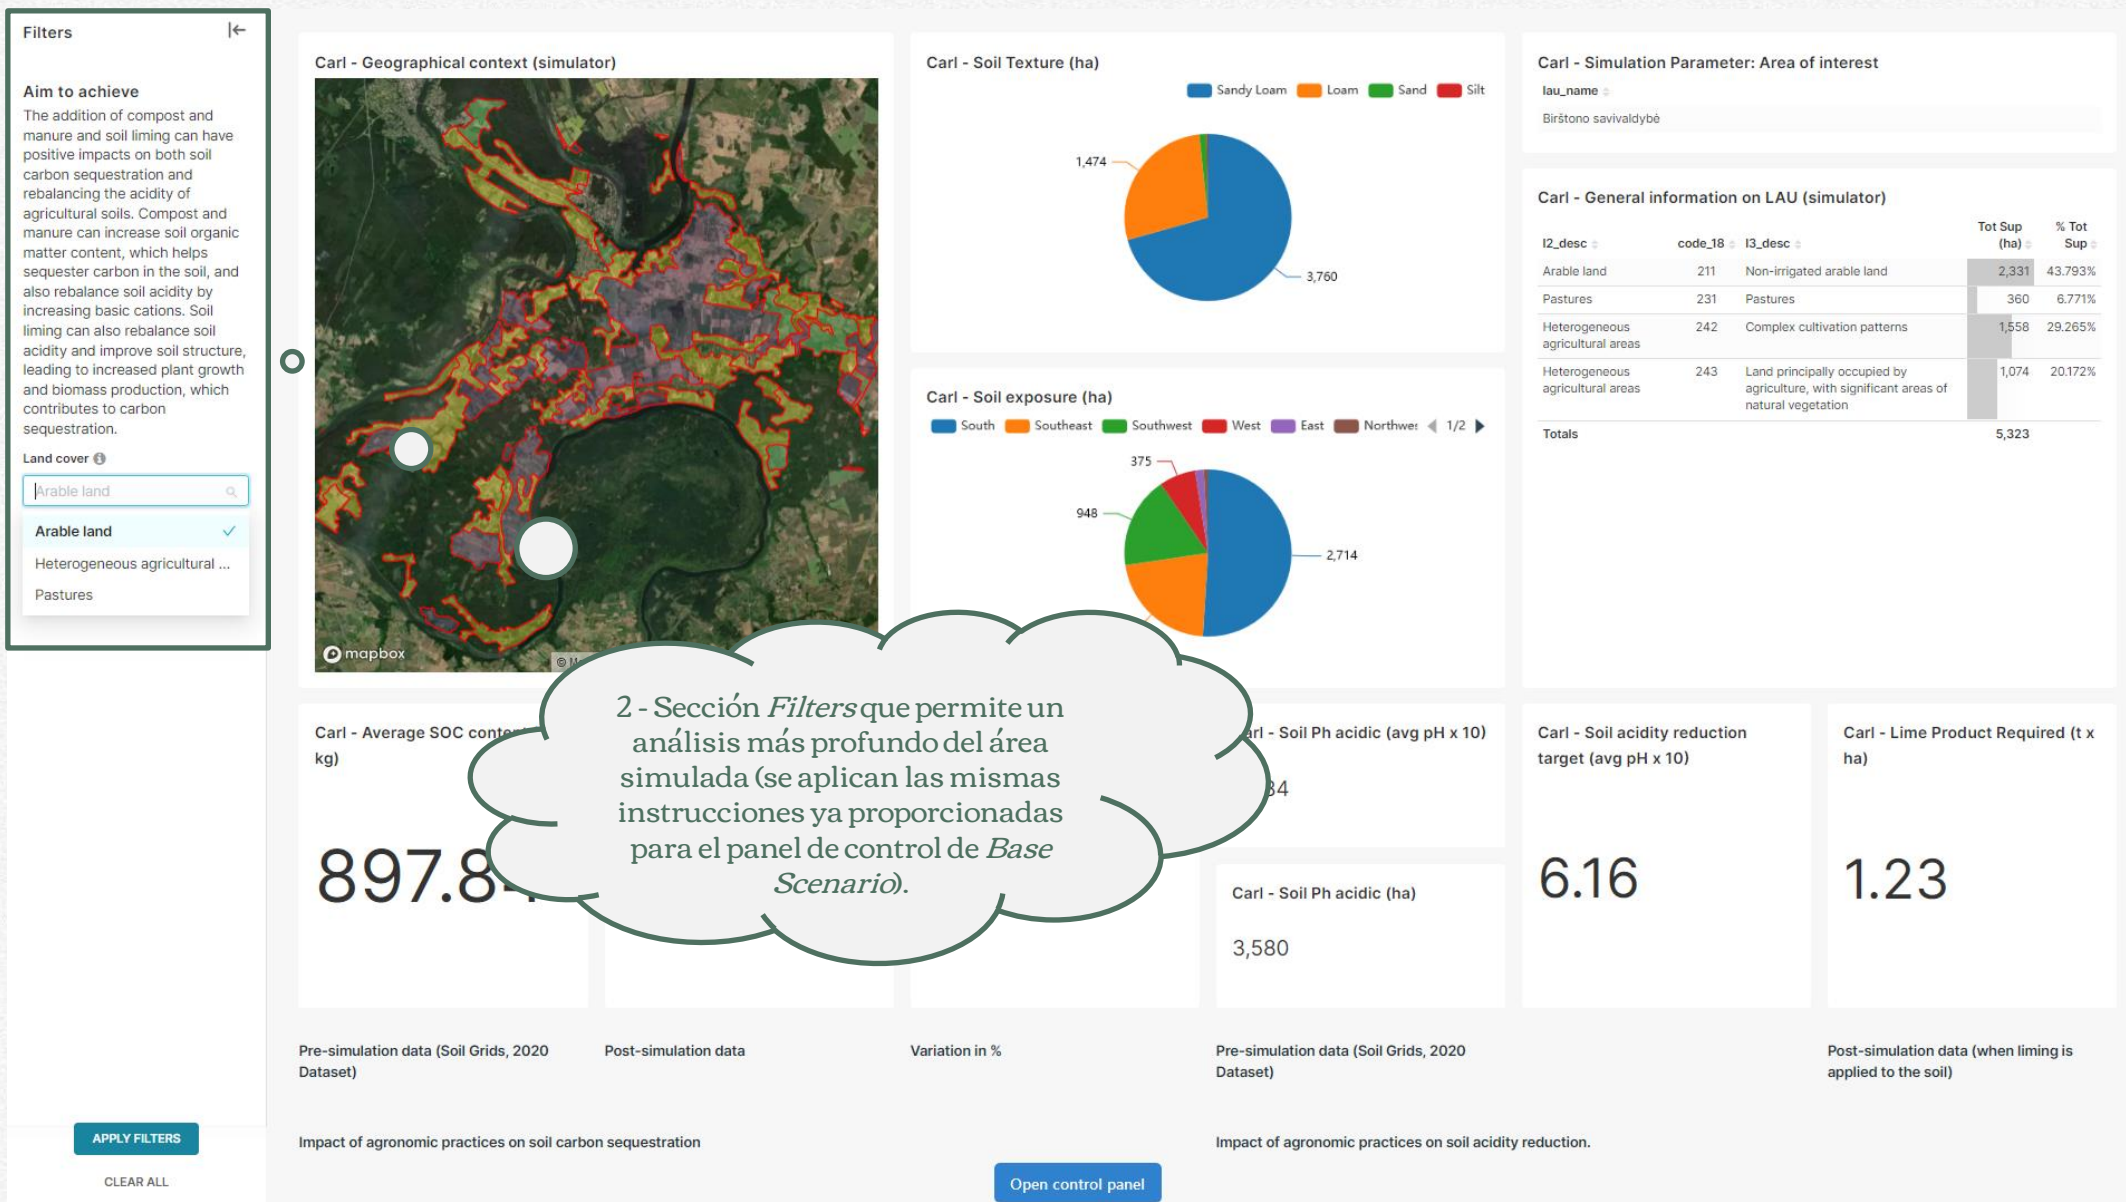 Filters
Aim to achieve
The addition of compost and
manure and soil liming can have
positive impacts on both soil
carbon sequestration and
rebalancing the acidity of
agricultural soils. Compost and
manure can increase soil organic
matter content, which helps
sequester carbon in the soil, and
also rebalance soil acidity by
increasing basic cations. Soil
liming can also rebalance soil
acidity and improve soil structure,
leading to increased plant growth
and biomass production, which
contributes to carbon
sequestration.
Land cover
Arable land
Arable land
Heterogeneous agricultural ...
Pastures
APPLY FILTERS
CLEAR ALL
Carl - Geographical context (simulator)
mapbox
Carl - Soil Texture (ha)
Sandy Loam Loam Sand Silt
1,474
3,760
Carl - Soil exposure (ha)
South Southeast Southwest West East Northwes 1/2
375
948
2,714
Carl - Simulation Parameter: Area of interest
lau_name
Birštono savivaldybė
Carl - General information on LAU (simulator)
l2_desc code_18 l3_desc Tot Sup (ha) % Tot Sup
Arable land 211 Non-irrigated arable land 2,331 43.793%
Pastures 231 Pastures 360 6.771%
Heterogeneous agricultural areas 242 Complex cultivation patterns 1,558 29.265%
Heterogeneous agricultural areas 243 Land principally occupied by agriculture, with significant areas of natural vegetation 1,074 20.172%
Totals 5,323
2 - Sección Filters que permite un
análisis más profundo del área
simulada (se aplican las mismas
instrucciones ya proporcionadas
para el panel de control de Base
Scenario).
Carl - Average SOC
kg)
897.8
Carl - Soil Ph acidic (avg pH x 10)
Carl - Soil Ph acidic (ha)
3,580
Carl - Soil acidity reduction
target (avg pH x 10)
6.16
Carl - Lime Product Required (t x
ha)
1.23
Pre-simulation data (Soil Grids, 2020
Dataset)
Post-simulation data
Variation in %
Pre-simulation data (Soil Grids, 2020
Dataset)
Post-simulation data (when liming is
applied to the soil)
Impact of agronomic practices on soil carbon sequestration
Impact of agronomic practices on soil acidity reduction.
Open control panel